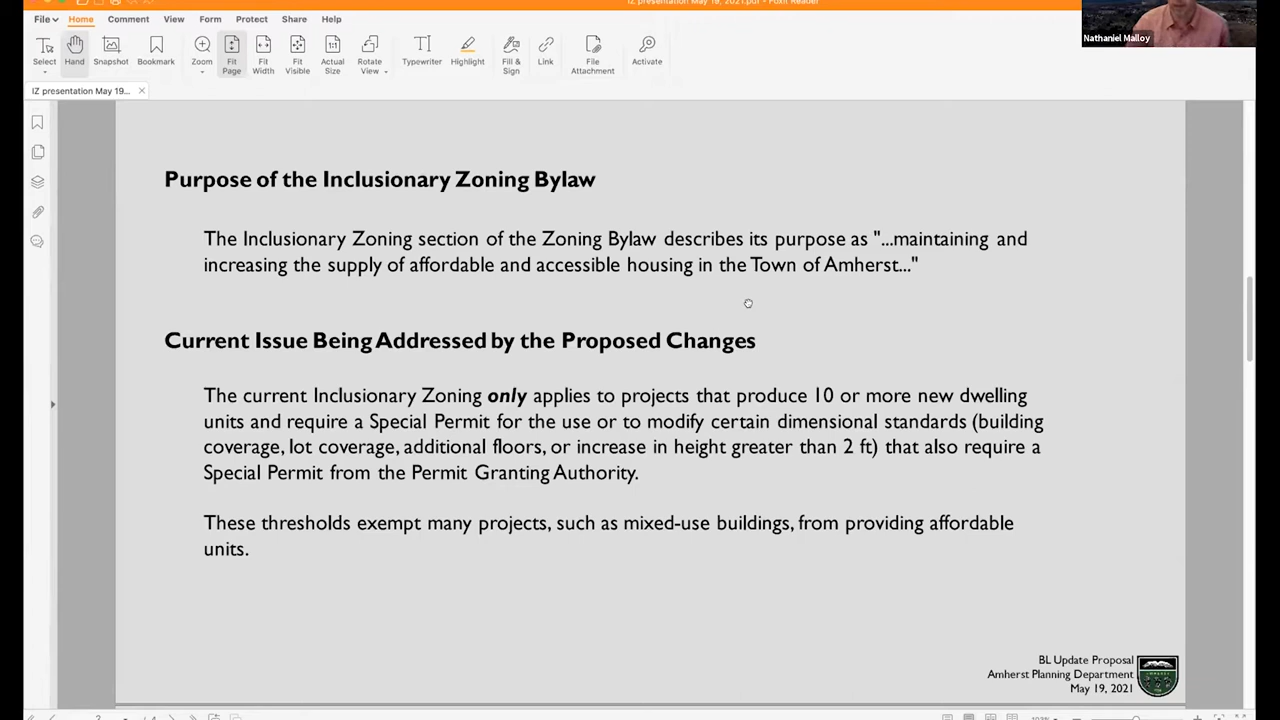 IZ presentation May 19, 2021.pdf - Foxit Reader
File Home Comment View Form Protect Share Help
Nathaniel Malloy
Select Hand Snapshot Bookmark Zoom Fit Page Fit Width Fit Visible Actual Size Rotate View Typewriter Highlight Fill & Sign Link File Attachment Activate
IZ presentation May 19...
Purpose of the Inclusionary Zoning Bylaw
The Inclusionary Zoning section of the Zoning Bylaw describes its purpose as "...maintaining and
increasing the supply of affordable and accessible housing in the Town of Amherst..."
Current Issue Being Addressed by the Proposed Changes
The current Inclusionary Zoning only applies to projects that produce 10 or more new dwelling
units and require a Special Permit for the use or to modify certain dimensional standards (building
coverage, lot coverage, additional floors, or increase in height greater than 2 ft) that also require a
Special Permit from the Permit Granting Authority.
These thresholds exempt many projects, such as mixed-use buildings, from providing affordable
units.
BL Update Proposal
Amherst Planning Department
May 19, 2021